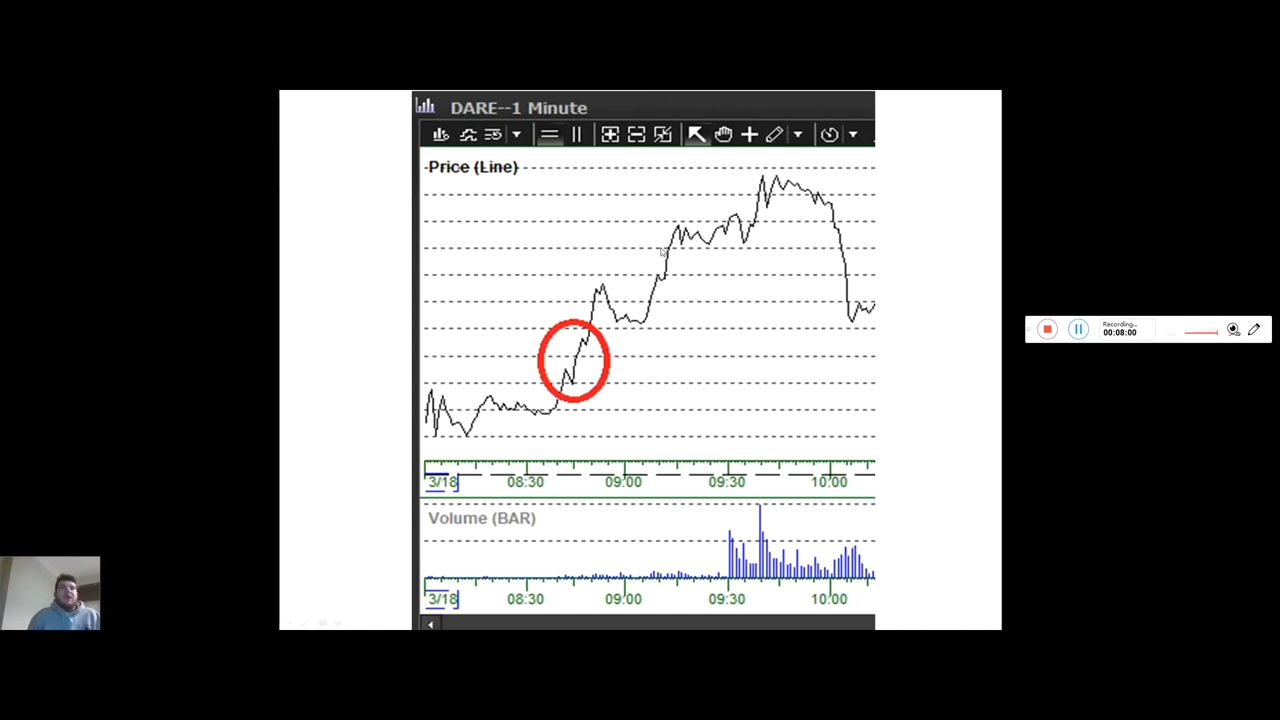 DARE--1 Minute
Price (Line)
3/18 08:30 09:00 09:30 10:00
Volume (BAR)
3/18 08:30 09:00 09:30 10:00
Recording...
00:08:00